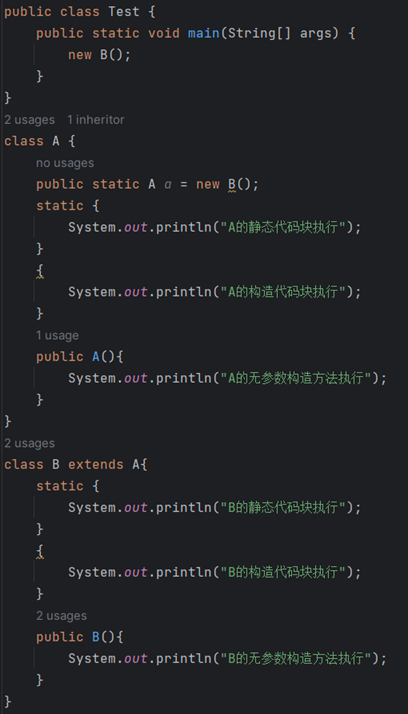 public class Test {
    public static void main(String[] args) {
        new B();
    }
}
2 usages   1 inheritor
class A {
    no usages
    public static A a = new B();
    static {
        System.out.println("A的静态代码块执行");
    }
    {
        System.out.println("A的构造代码块执行");
    }
    1 usage
    public A(){
        System.out.println("A的无参数构造方法执行");
    }
}
2 usages
class B extends A{
    static {
        System.out.println("B的静态代码块执行");
    }
    {
        System.out.println("B的构造代码块执行");
    }
    2 usages
    public B(){
        System.out.println("B的无参数构造方法执行");
    }
}